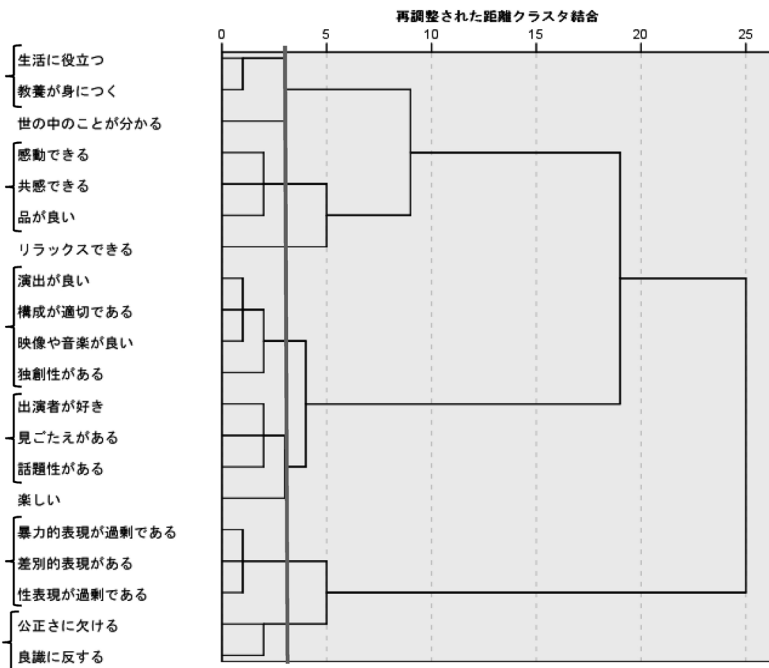 再調整された距離クラスタ結合
0 5 10 15 20 25
生活に役立つ
教養が身につく
世の中のことが分かる
感動できる
共感できる
品が良い
リラックスできる
演出が良い
構成が適切である
映像や音楽が良い
独創性がある
出演者が好き
見ごたえがある
話題性がある
楽しい
暴力的表現が過剰である
差別的表現がある
性表現が過剰である
公正さに欠ける
良識に反する